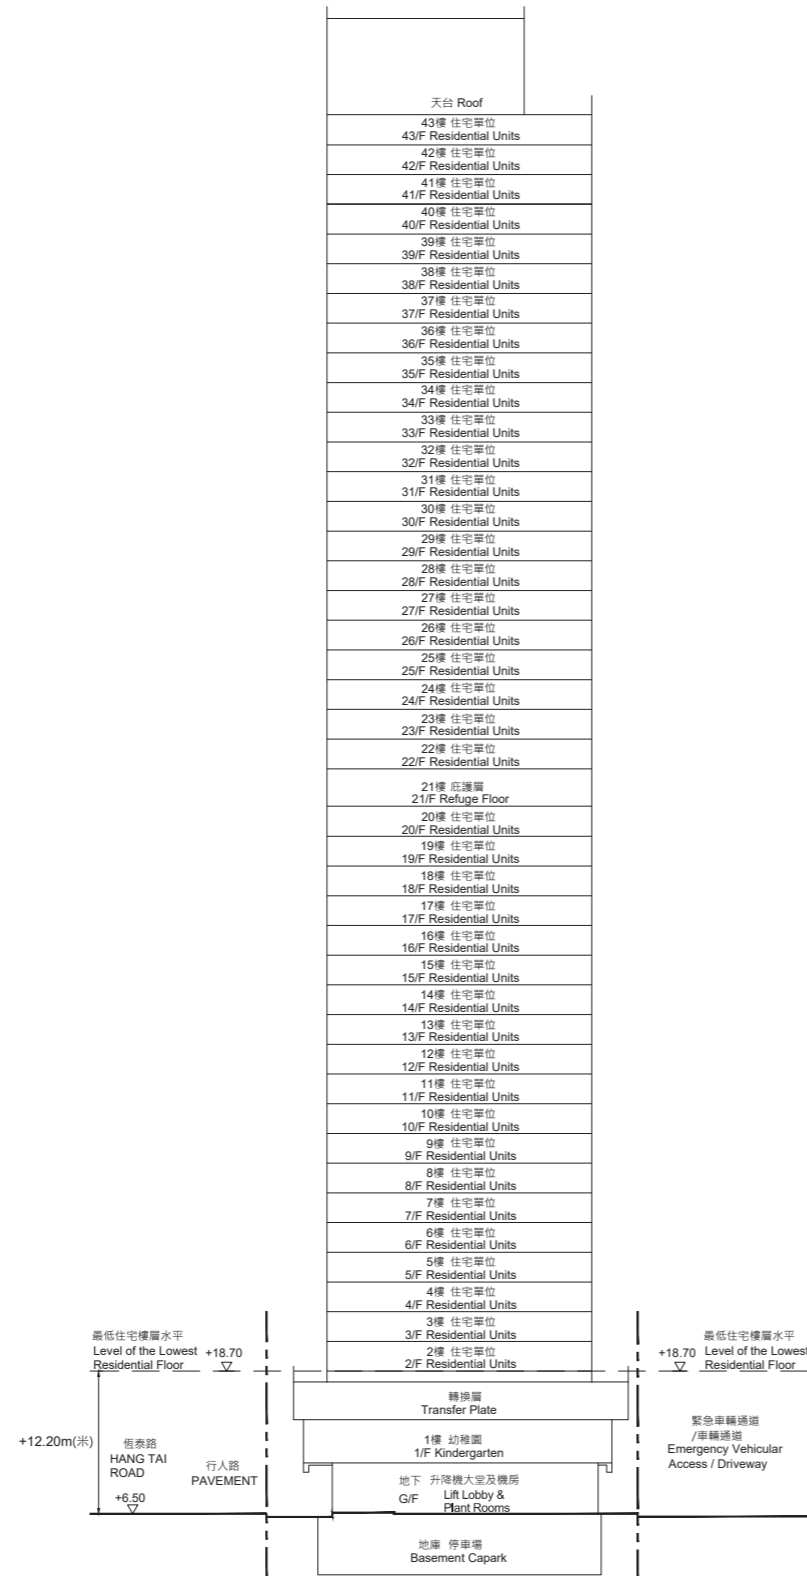 天台 Roof
43樓 住宅單位
43/F Residential Units
42樓 住宅單位
42/F Residential Units
41樓 住宅單位
41/F Residential Units
40樓 住宅單位
40/F Residential Units
39樓 住宅單位
39/F Residential Units
38樓 住宅單位
38/F Residential Units
37樓 住宅單位
37/F Residential Units
36樓 住宅單位
36/F Residential Units
35樓 住宅單位
35/F Residential Units
34樓 住宅單位
34/F Residential Units
33樓 住宅單位
33/F Residential Units
32樓 住宅單位
32/F Residential Units
31樓 住宅單位
31/F Residential Units
30樓 住宅單位
30/F Residential Units
29樓 住宅單位
29/F Residential Units
28樓 住宅單位
28/F Residential Units
27樓 住宅單位
27/F Residential Units
26樓 住宅單位
26/F Residential Units
25樓 住宅單位
25/F Residential Units
24樓 住宅單位
24/F Residential Units
23樓 住宅單位
23/F Residential Units
22樓 住宅單位
22/F Residential Units
21樓 庇護層
21/F Refuge Floor
20樓 住宅單位
20/F Residential Units
19樓 住宅單位
19/F Residential Units
18樓 住宅單位
18/F Residential Units
17樓 住宅單位
17/F Residential Units
16樓 住宅單位
16/F Residential Units
15樓 住宅單位
15/F Residential Units
14樓 住宅單位
14/F Residential Units
13樓 住宅單位
13/F Residential Units
12樓 住宅單位
12/F Residential Units
11樓 住宅單位
11/F Residential Units
10樓 住宅單位
10/F Residential Units
9樓 住宅單位
9/F Residential Units
8樓 住宅單位
8/F Residential Units
7樓 住宅單位
7/F Residential Units
6樓 住宅單位
6/F Residential Units
5樓 住宅單位
5/F Residential Units
4樓 住宅單位
4/F Residential Units
3樓 住宅單位
3/F Residential Units
2樓 住宅單位
2/F Residential Units
最低住宅樓層水平
Level of the Lowest
Residential Floor
+18.70
+18.70
最低住宅樓層水平
Level of the Lowest
Residential Floor
轉換層
Transfer Plate
1樓 幼稚園
1/F Kindergarten
+12.20m(米)
恆泰路
HANG TAI
ROAD
行人路
PAVEMENT
+6.50
緊急車輛通道
/車輛通道
Emergency Vehicular
Access / Driveway
地下 升降機大堂及機房
G/F Lift Lobby &
Plant Rooms
地庫 停車場
Basement Capark